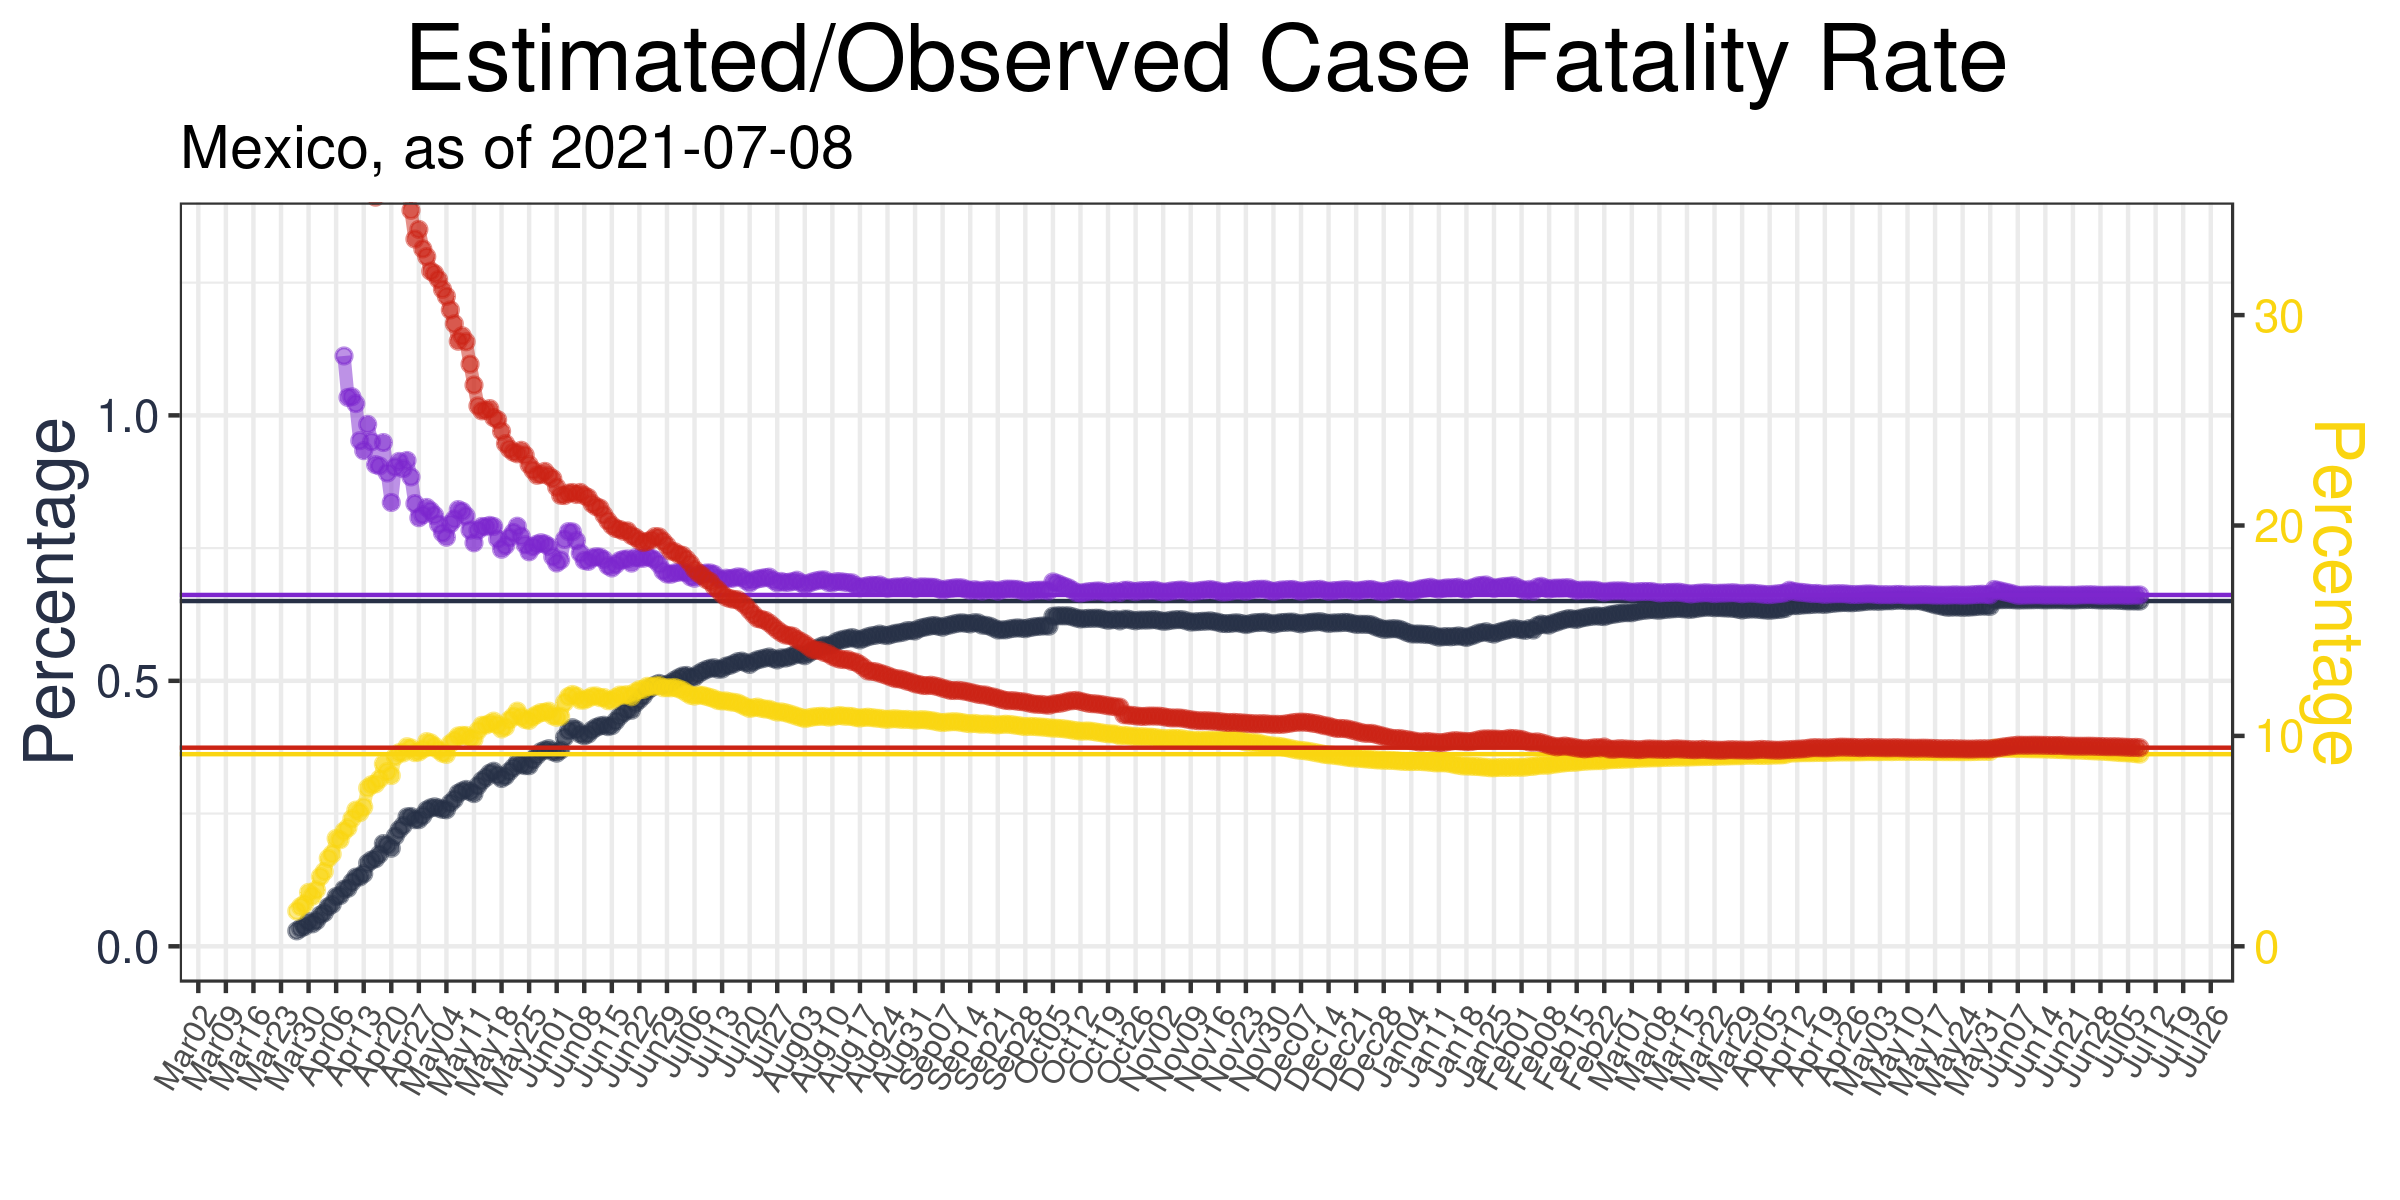 Estimated/Observed Case Fatality Rate
Mexico, as of 2021-07-08
Percentage
1.0
0.5
0.0
30
20
10
0
Percentage
Mar02
Mar09
Mar16
Mar23
Mar30
Apr06
Apr13
Apr20
Apr27
May04
May11
May18
May25
Jun01
Jun08
Jun15
Jun22
Jun29
Jul06
Jul13
Jul20
Jul27
Aug03
Aug10
Aug17
Aug24
Aug31
Sep07
Sep14
Sep21
Sep28
Oct05
Oct12
Oct19
Oct26
Nov02
Nov09
Nov16
Nov23
Nov30
Dec07
Dec14
Dec21
Dec28
Jan04
Jan11
Jan18
Jan25
Feb01
Feb08
Feb15
Feb22
Mar01
Mar08
Mar15
Mar22
Mar29
Apr05
Apr12
Apr19
Apr26
May03
May10
May17
May24
May31
Jun07
Jun14
Jun21
Jun28
Jul05
Jul12
Jul19
Jul26